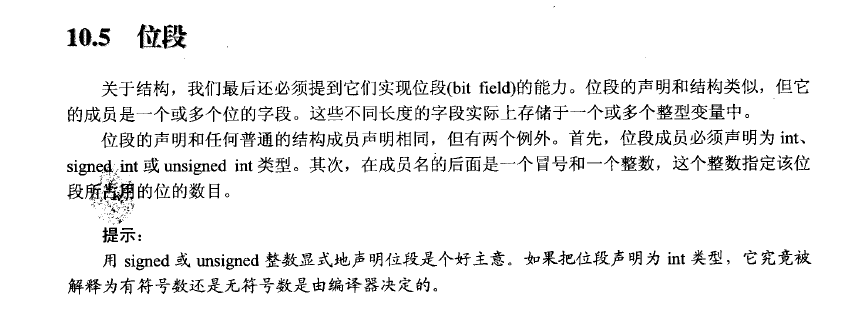 10.5 位段
关于结构，我们最后还必须提到它们实现位段(bit field)的能力。位段的声明和结构类似，但它
的成员是一个或多个位的字段。这些不同长度的字段实际上存储于一个或多个整型变量中。
位段的声明和任何普通的结构成员声明相同，但有两个例外。首先，位段成员必须声明为 int、
signed int 或 unsigned int 类型。其次，在成员名的后面是一个冒号和一个整数，这个整数指定该位
段所占用的位的数目。
提示：
用 signed 或 unsigned 整数显式地声明位段是个好主意。如果把位段声明为 int 类型，它究竟被
解释为有符号数还是无符号数是由编译器决定的。